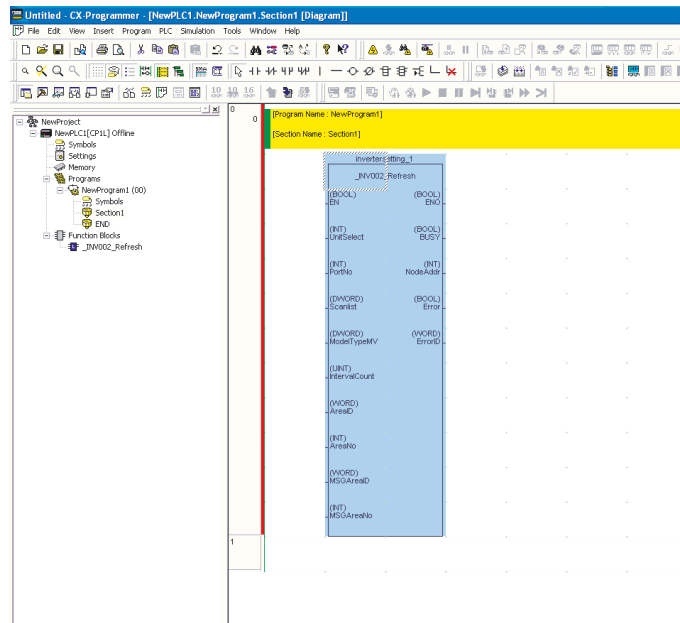 Untitled - CX-Programmer - [NewPLC1.NewProgram1.Section1 [Diagram]]
File Edit View Insert Program PLC Simulation Tools Window Help
NewProject
NewPLC1[CP1L] Offline
Symbols
Settings
Memory
Programs
NewProgram1 (00)
Symbols
Section1
END
Function Blocks
_INV002_Refresh
0
0
[Program Name : NewProgram1]
[Section Name : Section1]
_INV002_Refresh
(BOOL) (BOOL)
EN ENO
(INT) (BOOL)
UnitSelect BUSY
(INT) (INT)
PortNo NodeAddr
(DWORD) (BOOL)
Scanlist Error
(DWORD) (WORD)
ModelTypeMV ErrorID
(UINT)
IntervalCount
(WORD)
AreaID
(INT)
AreaNo
(WORD)
MSGAreaID
(INT)
MSGAreaNo
1